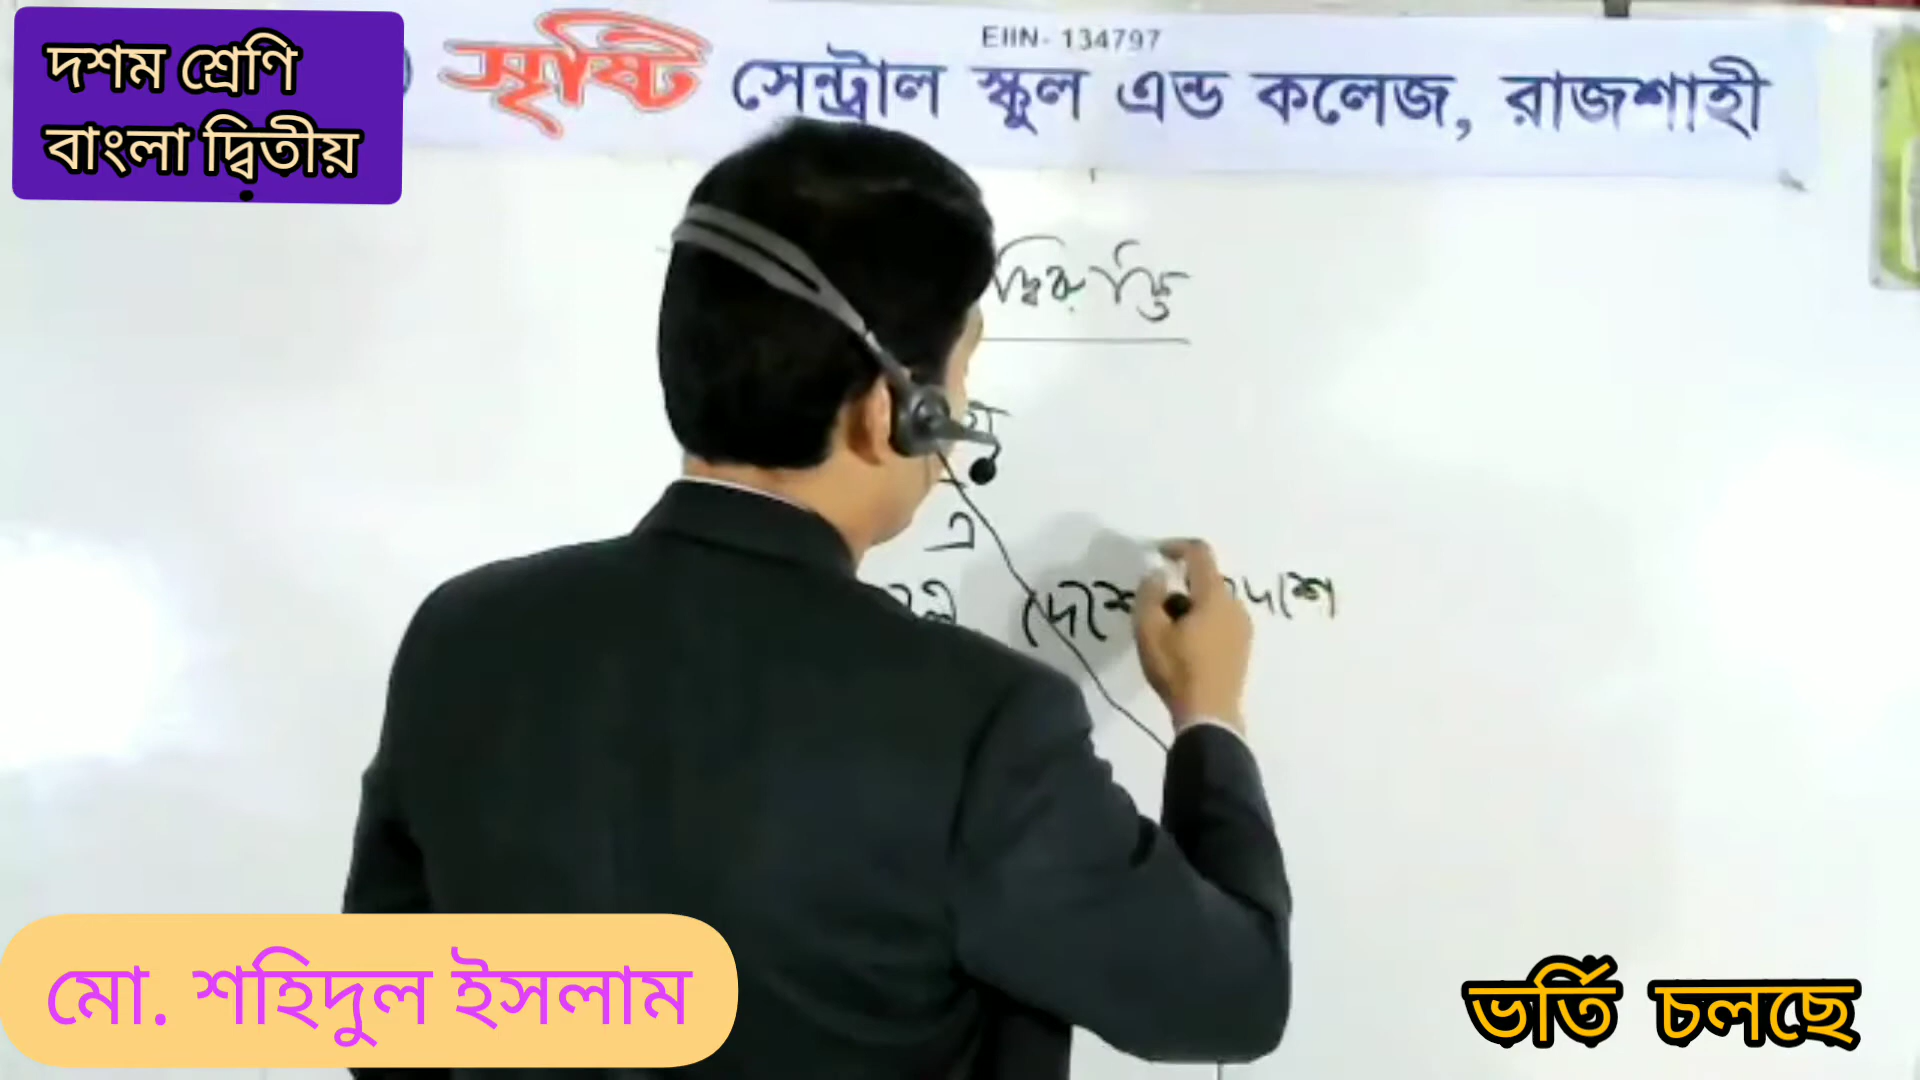 দশম শ্রেণি
বাংলা দ্বিতীয়
EIIN- 134797
সৃষ্টি সেন্ট্রাল স্কুল এন্ড কলেজ, রাজশাহী
দ্বিরুক্তি
এ
দেশে
মো. শহিদুল ইসলাম
ভর্তি চলছে